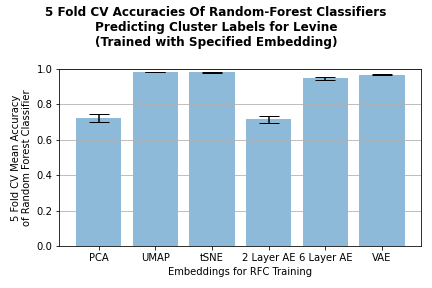 5 Fold CV Accuracies Of Random-Forest Classifiers
Predicting Cluster Labels for Levine
(Trained with Specified Embedding)
5 Fold CV Mean Accuracy
of Random Forest Classifier
1.0
0.8
0.6
0.4
0.2
0.0
PCA UMAP tSNE 2 Layer AE 6 Layer AE VAE
Embeddings for RFC Training